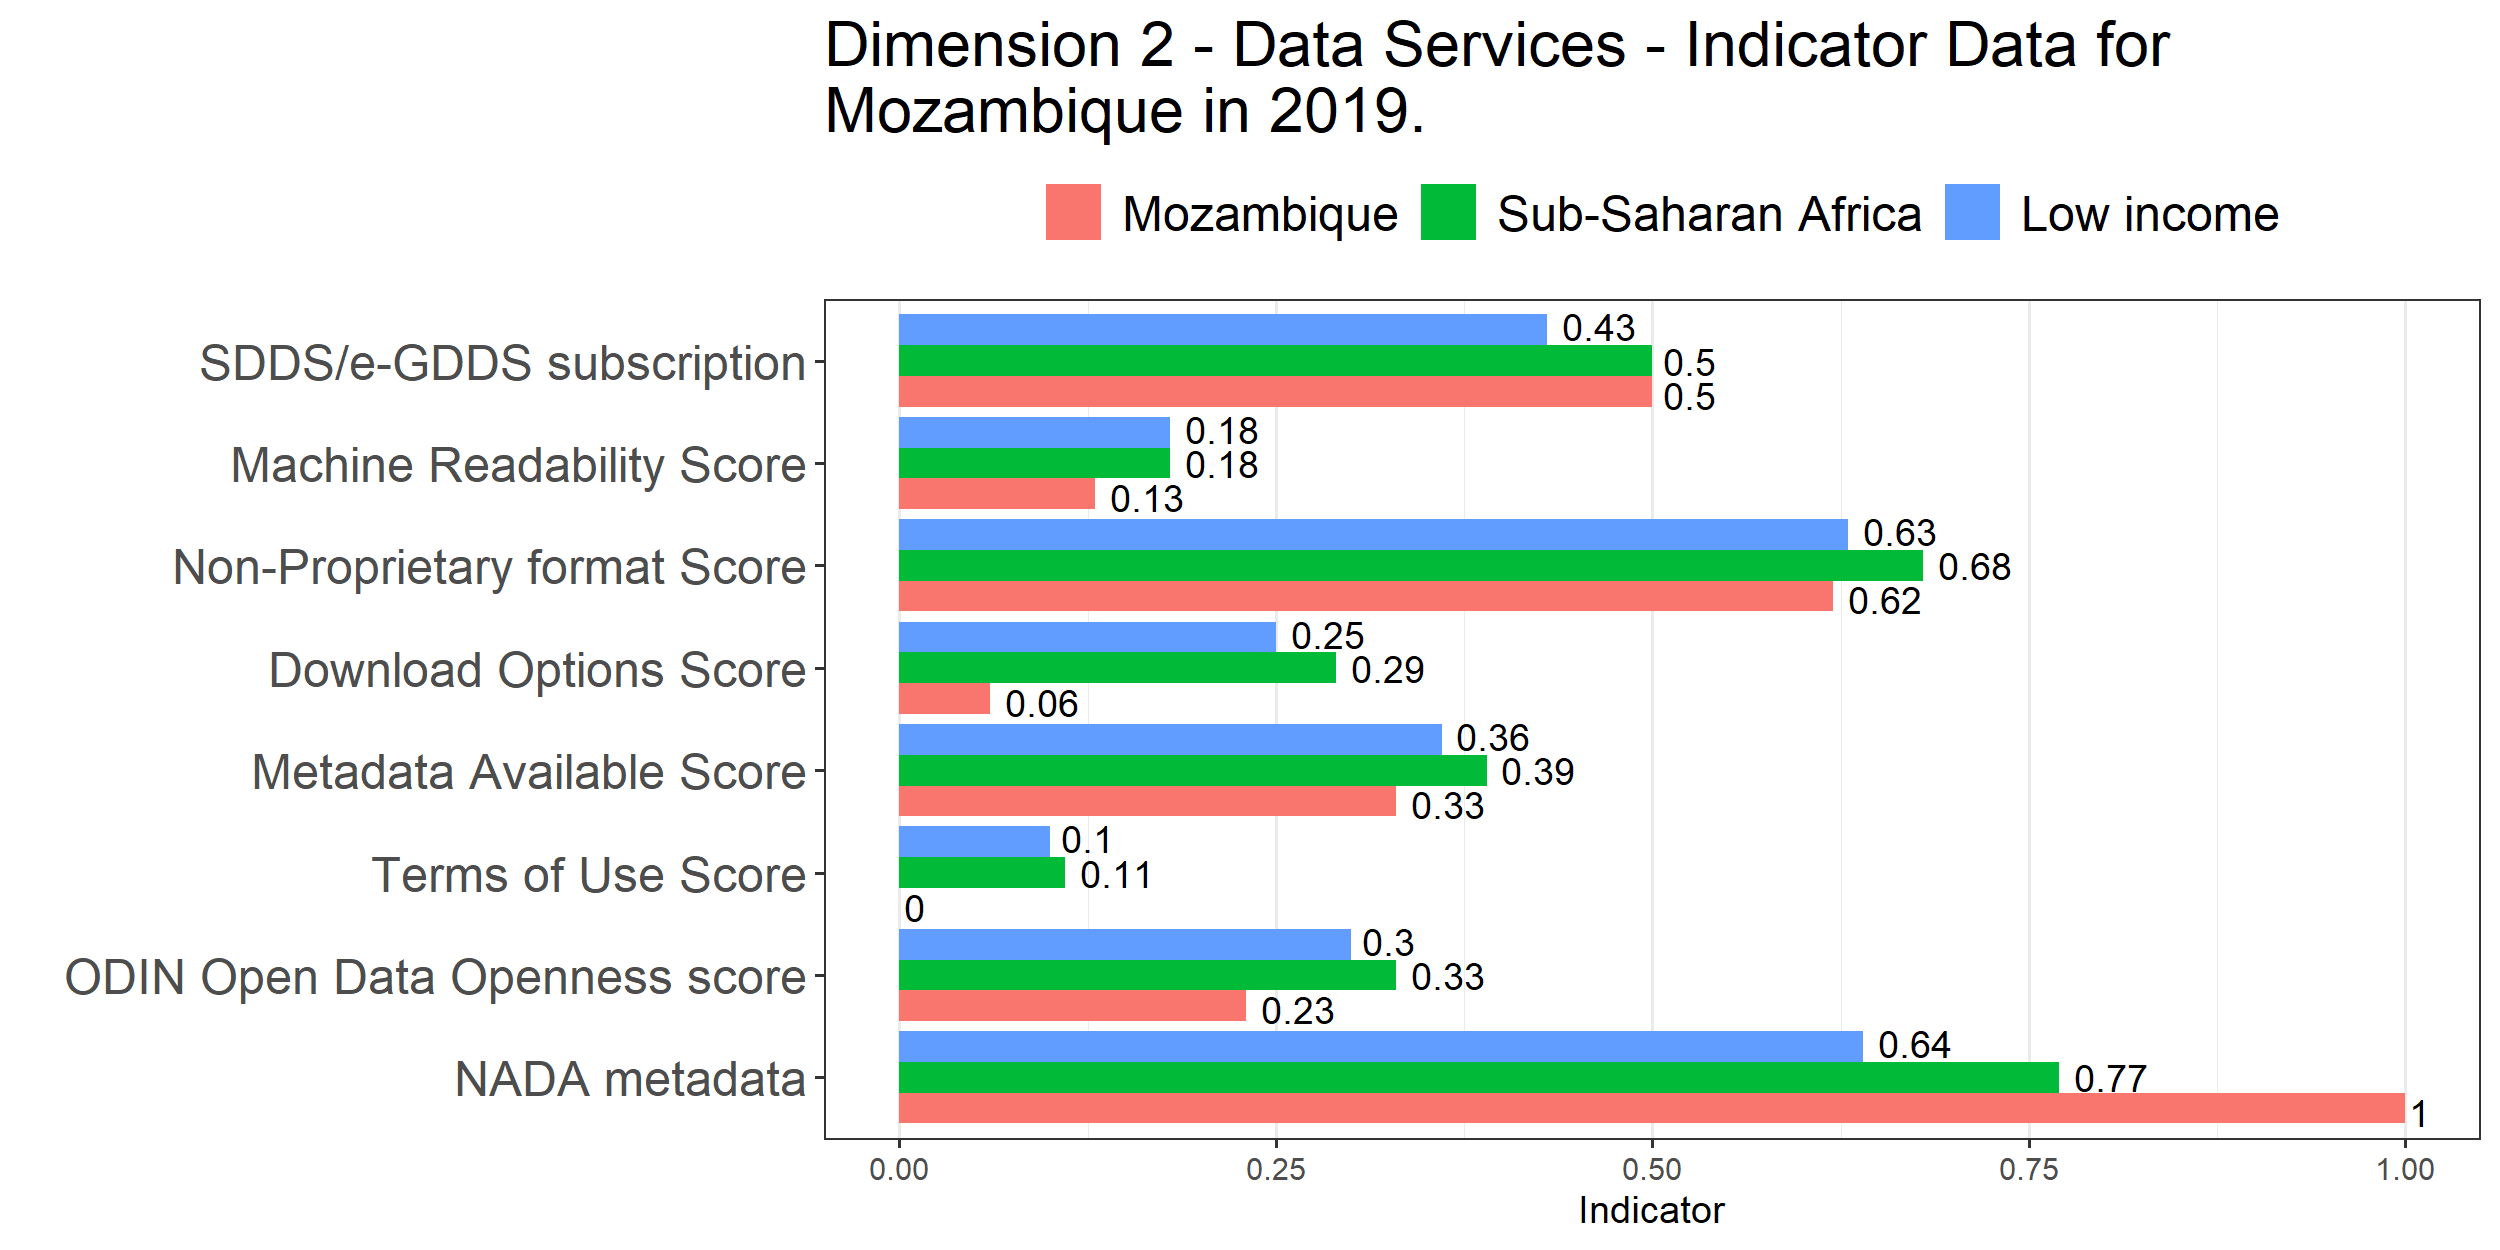 Dimension 2 - Data Services - Indicator Data for
Mozambique in 2019.
Mozambique Sub-Saharan Africa Low income
SDDS/e-GDDS subscription
0.43
0.5
0.5
Machine Readability Score
0.18
0.18
0.13
Non-Proprietary format Score
0.63
0.68
0.62
Download Options Score
0.25
0.29
0.06
Metadata Available Score
0.36
0.39
0.33
Terms of Use Score
0.1
0.11
0
ODIN Open Data Openness score
0.3
0.33
0.23
NADA metadata
0.64
0.77
1
0.00 0.25 0.50 0.75 1.00
Indicator